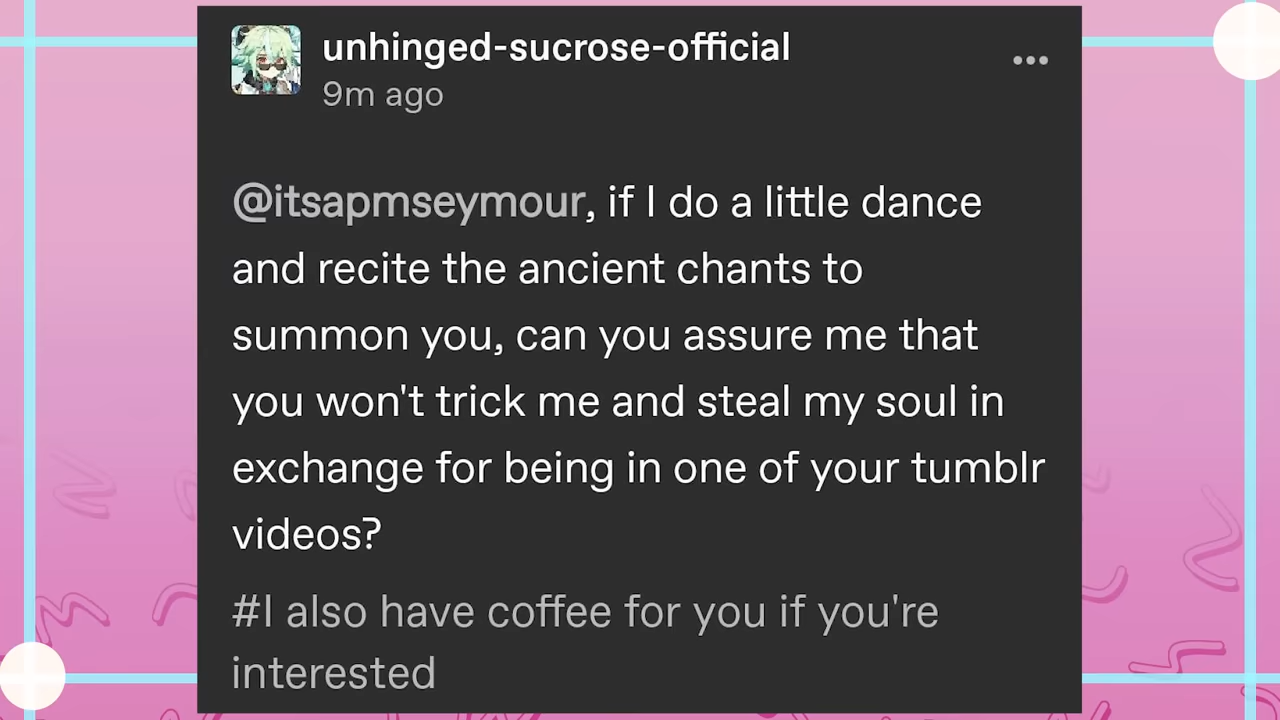 unhinged-sucrose-official
9m ago
@itsapmseymour, if I do a little dance
and recite the ancient chants to
summon you, can you assure me that
you won't trick me and steal my soul in
exchange for being in one of your tumblr
videos?
#I also have coffee for you if you're
interested